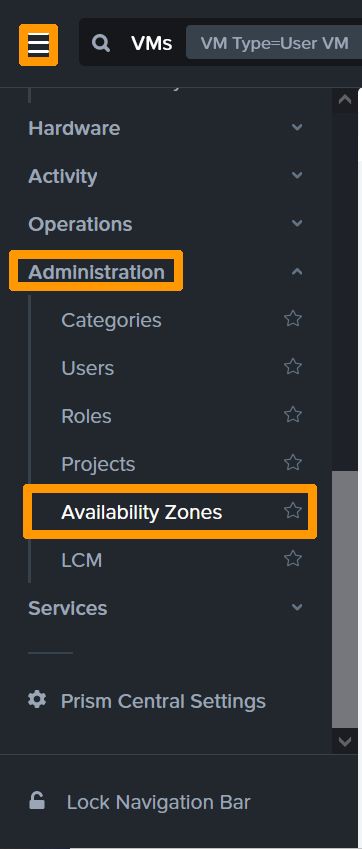 VMs VM Type=User VM
Hardware
Activity
Operations
Administration
Categories
Users
Roles
Projects
Availability Zones
LCM
Services
Prism Central Settings
Lock Navigation Bar